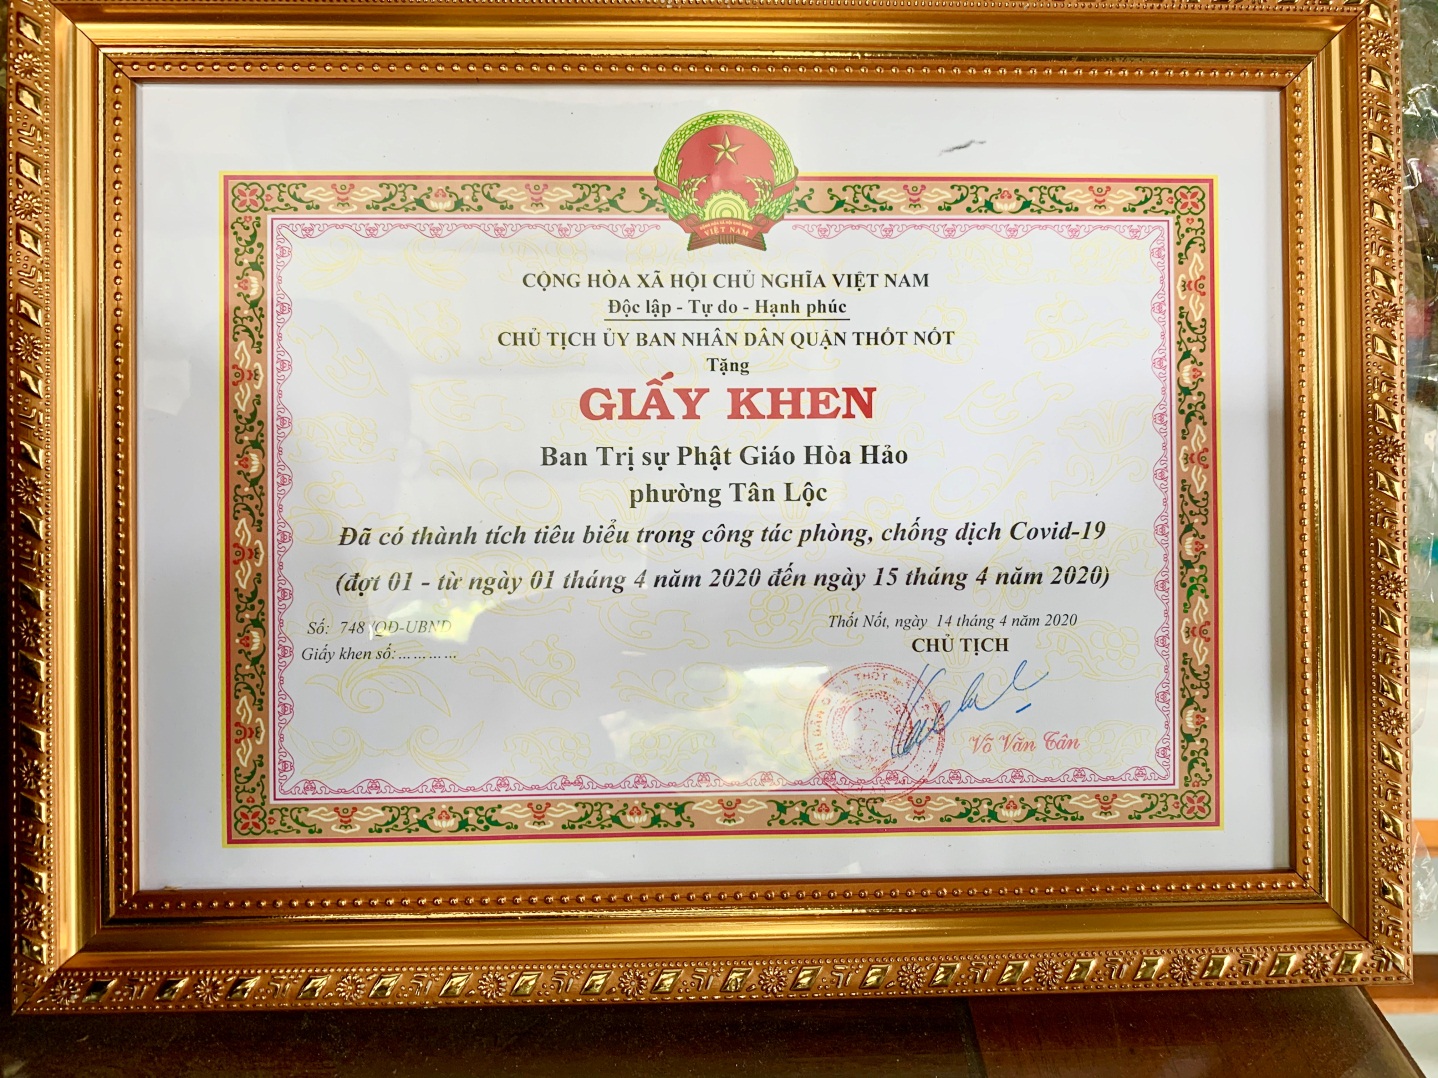 VIỆT NAM
CỘNG HÒA XÃ HỘI CHỦ NGHĨA VIỆT NAM
Độc lập - Tự do - Hạnh phúc
CHỦ TỊCH ỦY BAN NHÂN DÂN QUẬN THỐT NỐT
Tặng
GIẤY KHEN
Ban Trị sự Phật Giáo Hòa Hảo
phường Tân Lộc
Đã có thành tích tiêu biểu trong công tác phòng, chống dịch Covid-19
(đợt 01 - từ ngày 01 tháng 4 năm 2020 đến ngày 15 tháng 4 năm 2020)
Số: 748 /QĐ-UBND
Giấy khen số:…………
Thốt Nốt, ngày 14 tháng 4 năm 2020
CHỦ TỊCH
Võ Văn Tân